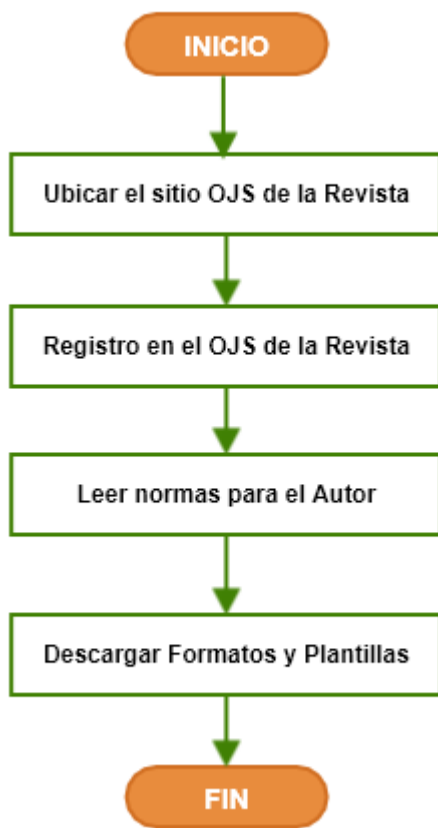 INICIO
Ubicar el sitio OJS de la Revista
Registro en el OJS de la Revista
Leer normas para el Autor
Descargar Formatos y Plantillas
FIN